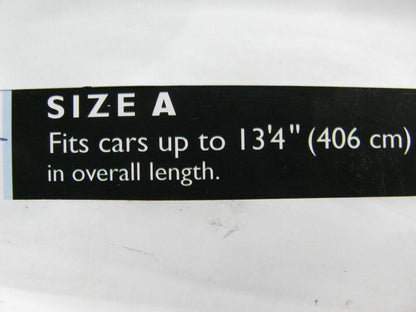 SIZE A
Fits cars up to 13'4" (406 cm)
in overall length.